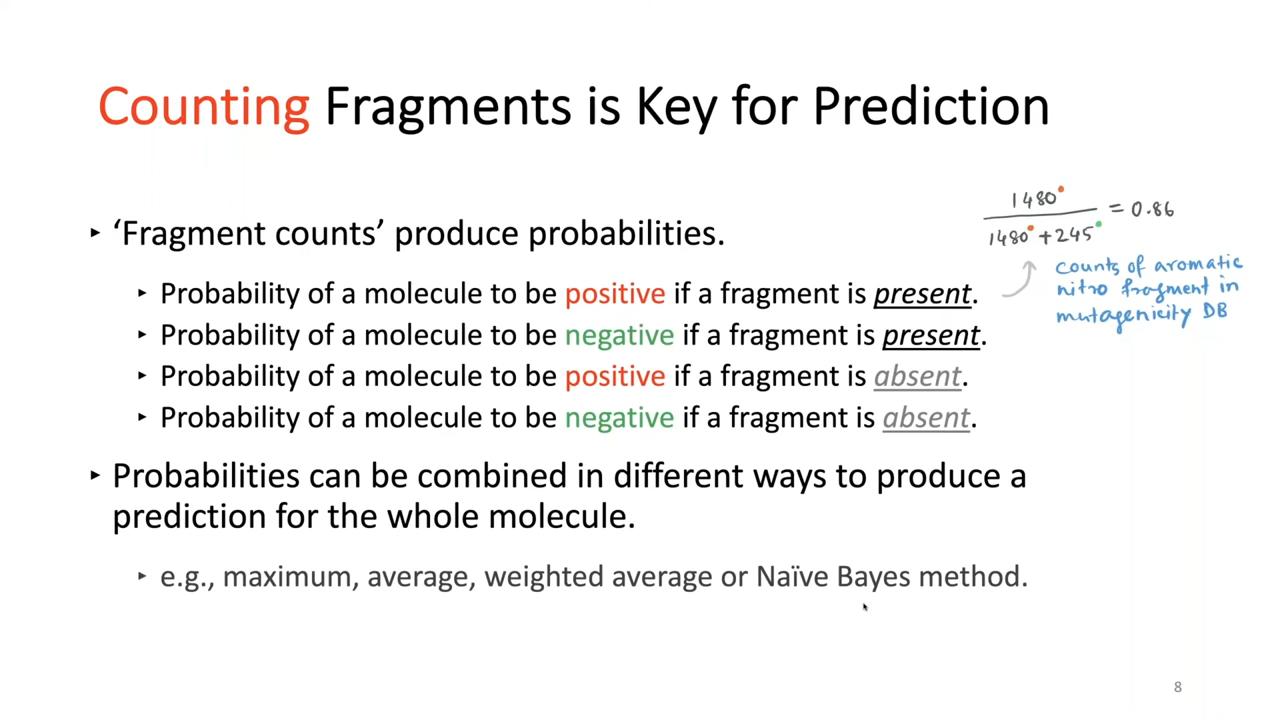 Counting Fragments is Key for Prediction
‘Fragment counts’ produce probabilities.
Probability of a molecule to be positive if a fragment is present.
Probability of a molecule to be negative if a fragment is present.
Probability of a molecule to be positive if a fragment is absent.
Probability of a molecule to be negative if a fragment is absent.
1480
1480 + 245
= 0.86
counts of aromatic
nitro fragment in
mutagenicity DB
Probabilities can be combined in different ways to produce a
prediction for the whole molecule.
e.g., maximum, average, weighted average or Naïve Bayes method.
8